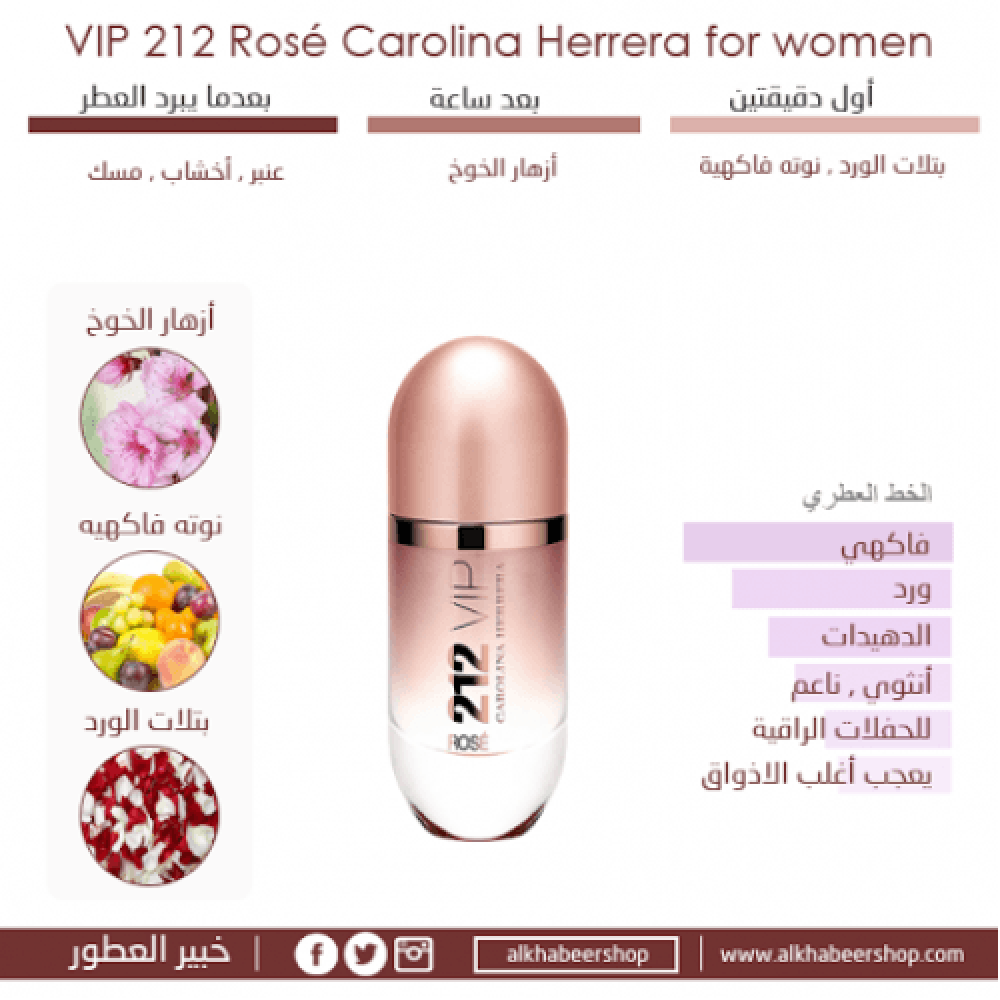 VIP 212 Rosé Carolina Herrera for women
أول دقيقتين
بتلات الورد , نوته فاكهية
بعد ساعة
أزهار الخوخ
بعدما يبرد العطر
عنبر , أخشاب , مسك
الخط العطري
فاكهي
ورد
الدهيدات
أنثوي , ناعم
للحفلات الراقية
يعجب أغلب الاذواق
212 VIP
ROSÉ
CAROLINA HERRERA
أزهار الخوخ
نوته فاكهيه
بتلات الورد
خبير العطور
alkhabeershop
www.alkhabeershop.com